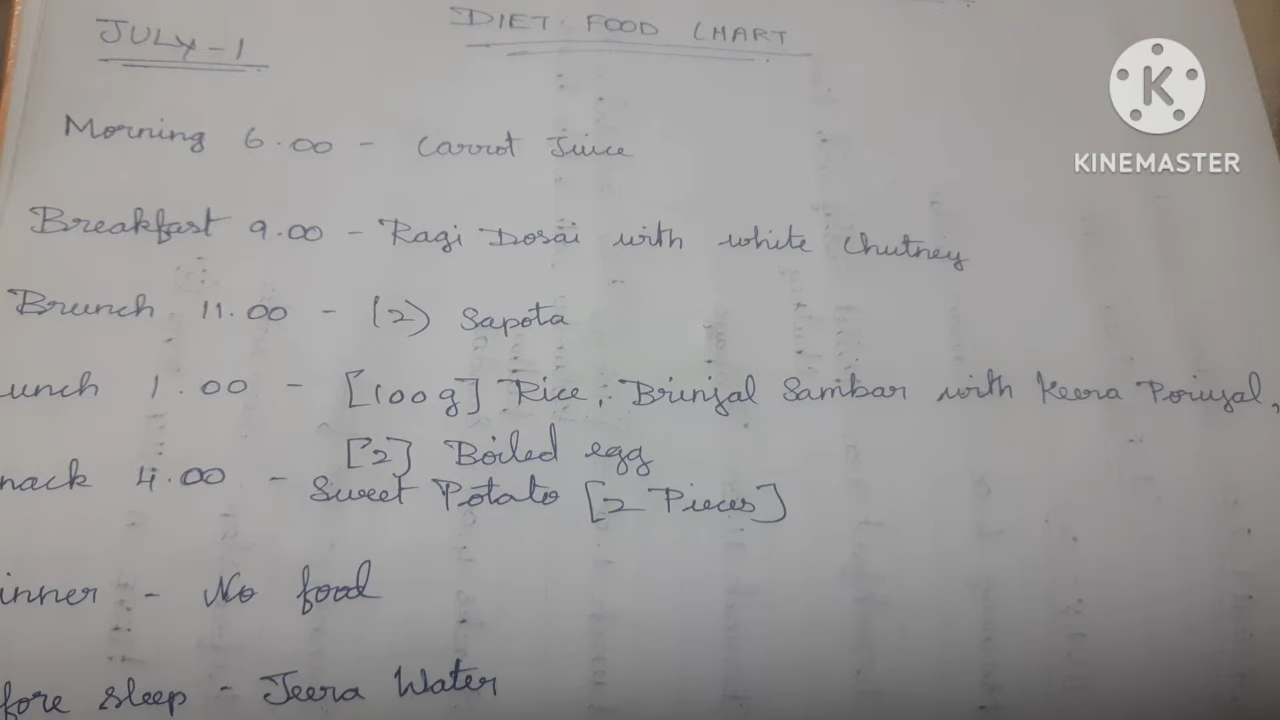 DIET FOOD CHART
JULY-1
K
KINEMASTER
Morning 6.00 - Carrot Juice
Breakfast 9.00 - Ragi Dosai with white chutney
Brunch 11.00 - (2) Sapota
unch 1.00 - [100g] Rice, Brinjal Sambar with Keera Poriyal,
[2] Boiled egg
nack 4.00 - Sweet Potato [2 Pieces]
inner - No food
fore sleep - Jeera Water